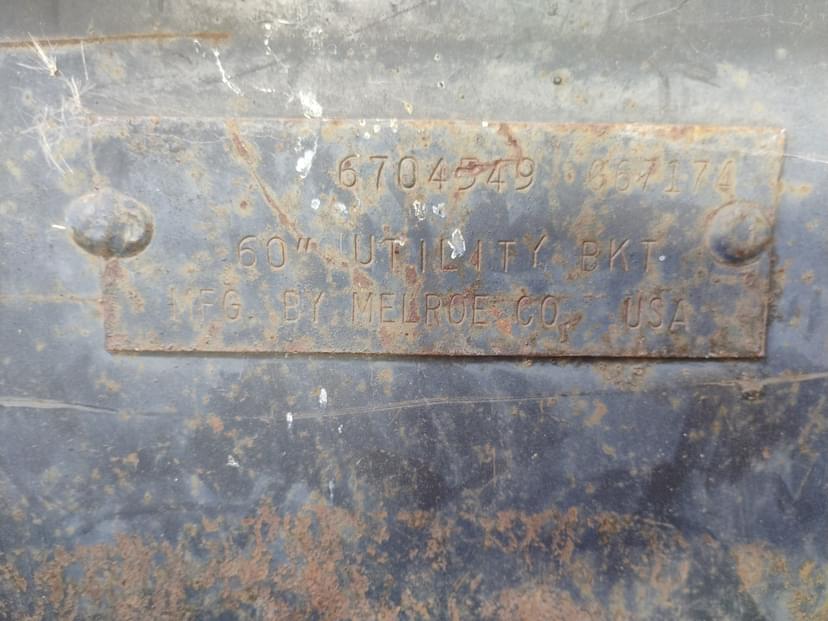 6704549 667174
60" UTILITY BKT
MFG. BY MELROE CO. USA